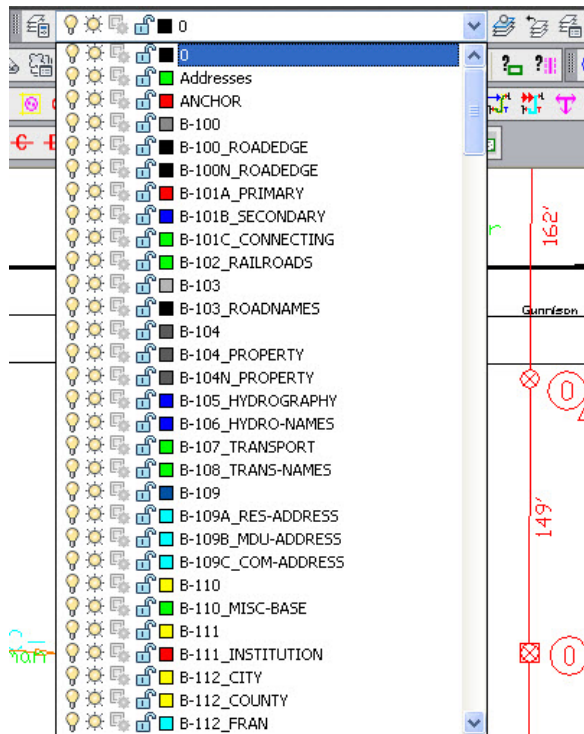 0
0
Addresses
ANCHOR
B-100
B-100_ROADEDGE
B-100N_ROADEDGE
B-101A_PRIMARY
B-101B_SECONDARY
B-101C_CONNECTING
B-102_RAILROADS
B-103
B-103_ROADNAMES
B-104
B-104_PROPERTY
B-104N_PROPERTY
B-105_HYDROGRAPHY
B-106_HYDRO-NAMES
B-107_TRANSPORT
B-108_TRANS-NAMES
B-109
B-109A_RES-ADDRESS
B-109B_MDU-ADDRESS
B-109C_COM-ADDRESS
B-110
B-110_MISC-BASE
B-111
B-111_INSTITUTION
B-112_CITY
B-112_COUNTY
B-112_FRAN
162'
Gunnison
0
149'
0